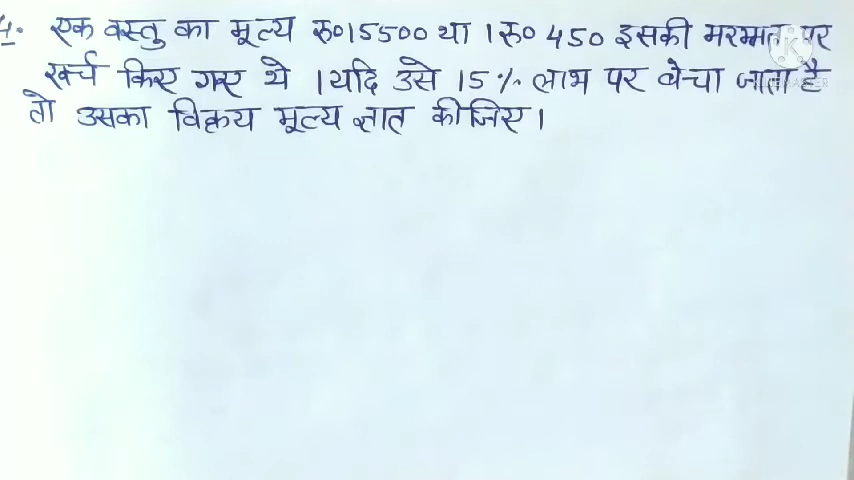 4. एक वस्तु का मूल्य रु० 15500 था । रु० 450 इसकी मरम्मत पर
खर्च किए गए थे । यदि उसे 15% लाभ पर बेचा जाता है
तो उसका विक्रय मूल्य ज्ञात कीजिए ।